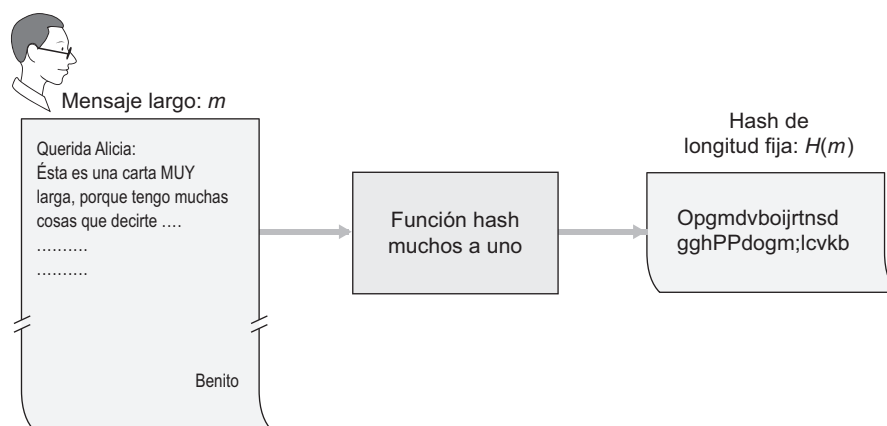 Mensaje largo: m
Querida Alicia:
Ésta es una carta MUY
larga, porque tengo muchas
cosas que decirte ....
..........
..........
Benito
Función hash
muchos a uno
Hash de
longitud fija: H(m)
Opgmdvboijrtnsd
gghPPdogm;lcvkb